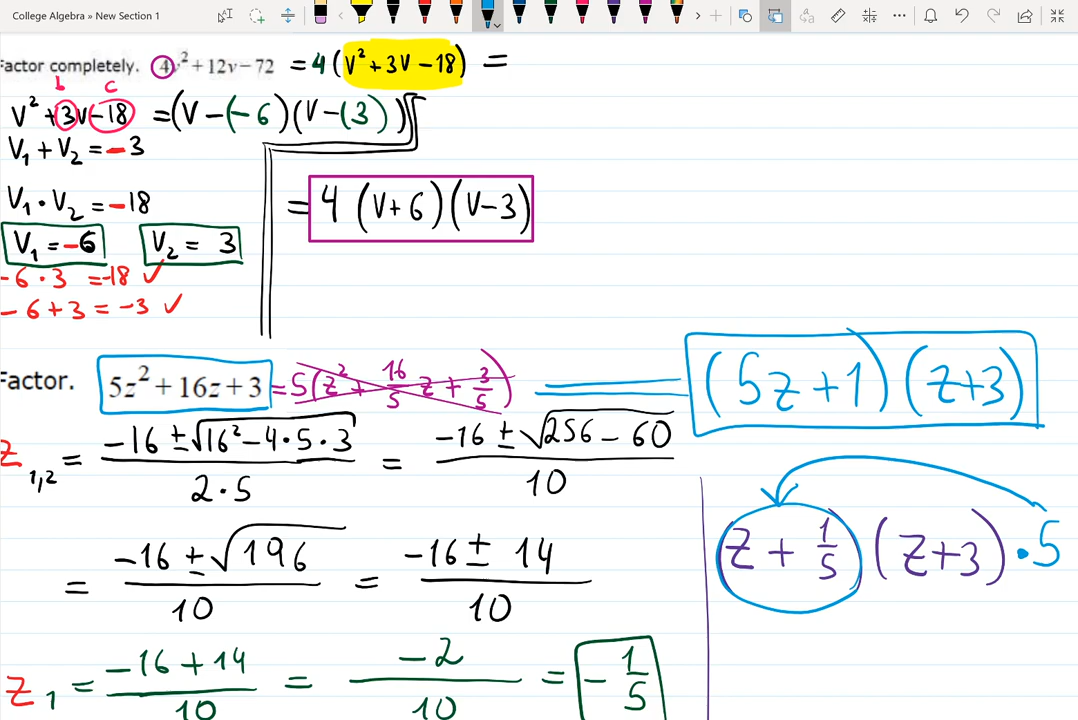 College Algebra » New Section 1
Factor completely. 4v² + 12v − 72 = 4 (V² + 3V − 18) =
b c
V² + 3V − 18 = (V − (−6) (V − (3))
V₁ + V₂ = −3
V₁ · V₂ = −18
V₁ = −6 V₂ = 3
−6 · 3 = −18 ✓
−6 + 3 = −3 ✓
= 4 (V + 6) (V − 3)
Factor. 5z² + 16z + 3 = 5(z² + 16/5 z + 3/5) = (5z + 1) (z + 3)
z₁,₂ = (−16 ± √(16² − 4 · 5 · 3)) / (2 · 5) = (−16 ± √(256 − 60)) / 10
= (−16 ± √196) / 10 = (−16 ± 14) / 10
(z + 1/5) (z + 3) · 5
z₁ = (−16 + 14) / 10 = −2 / 10 = −1/5